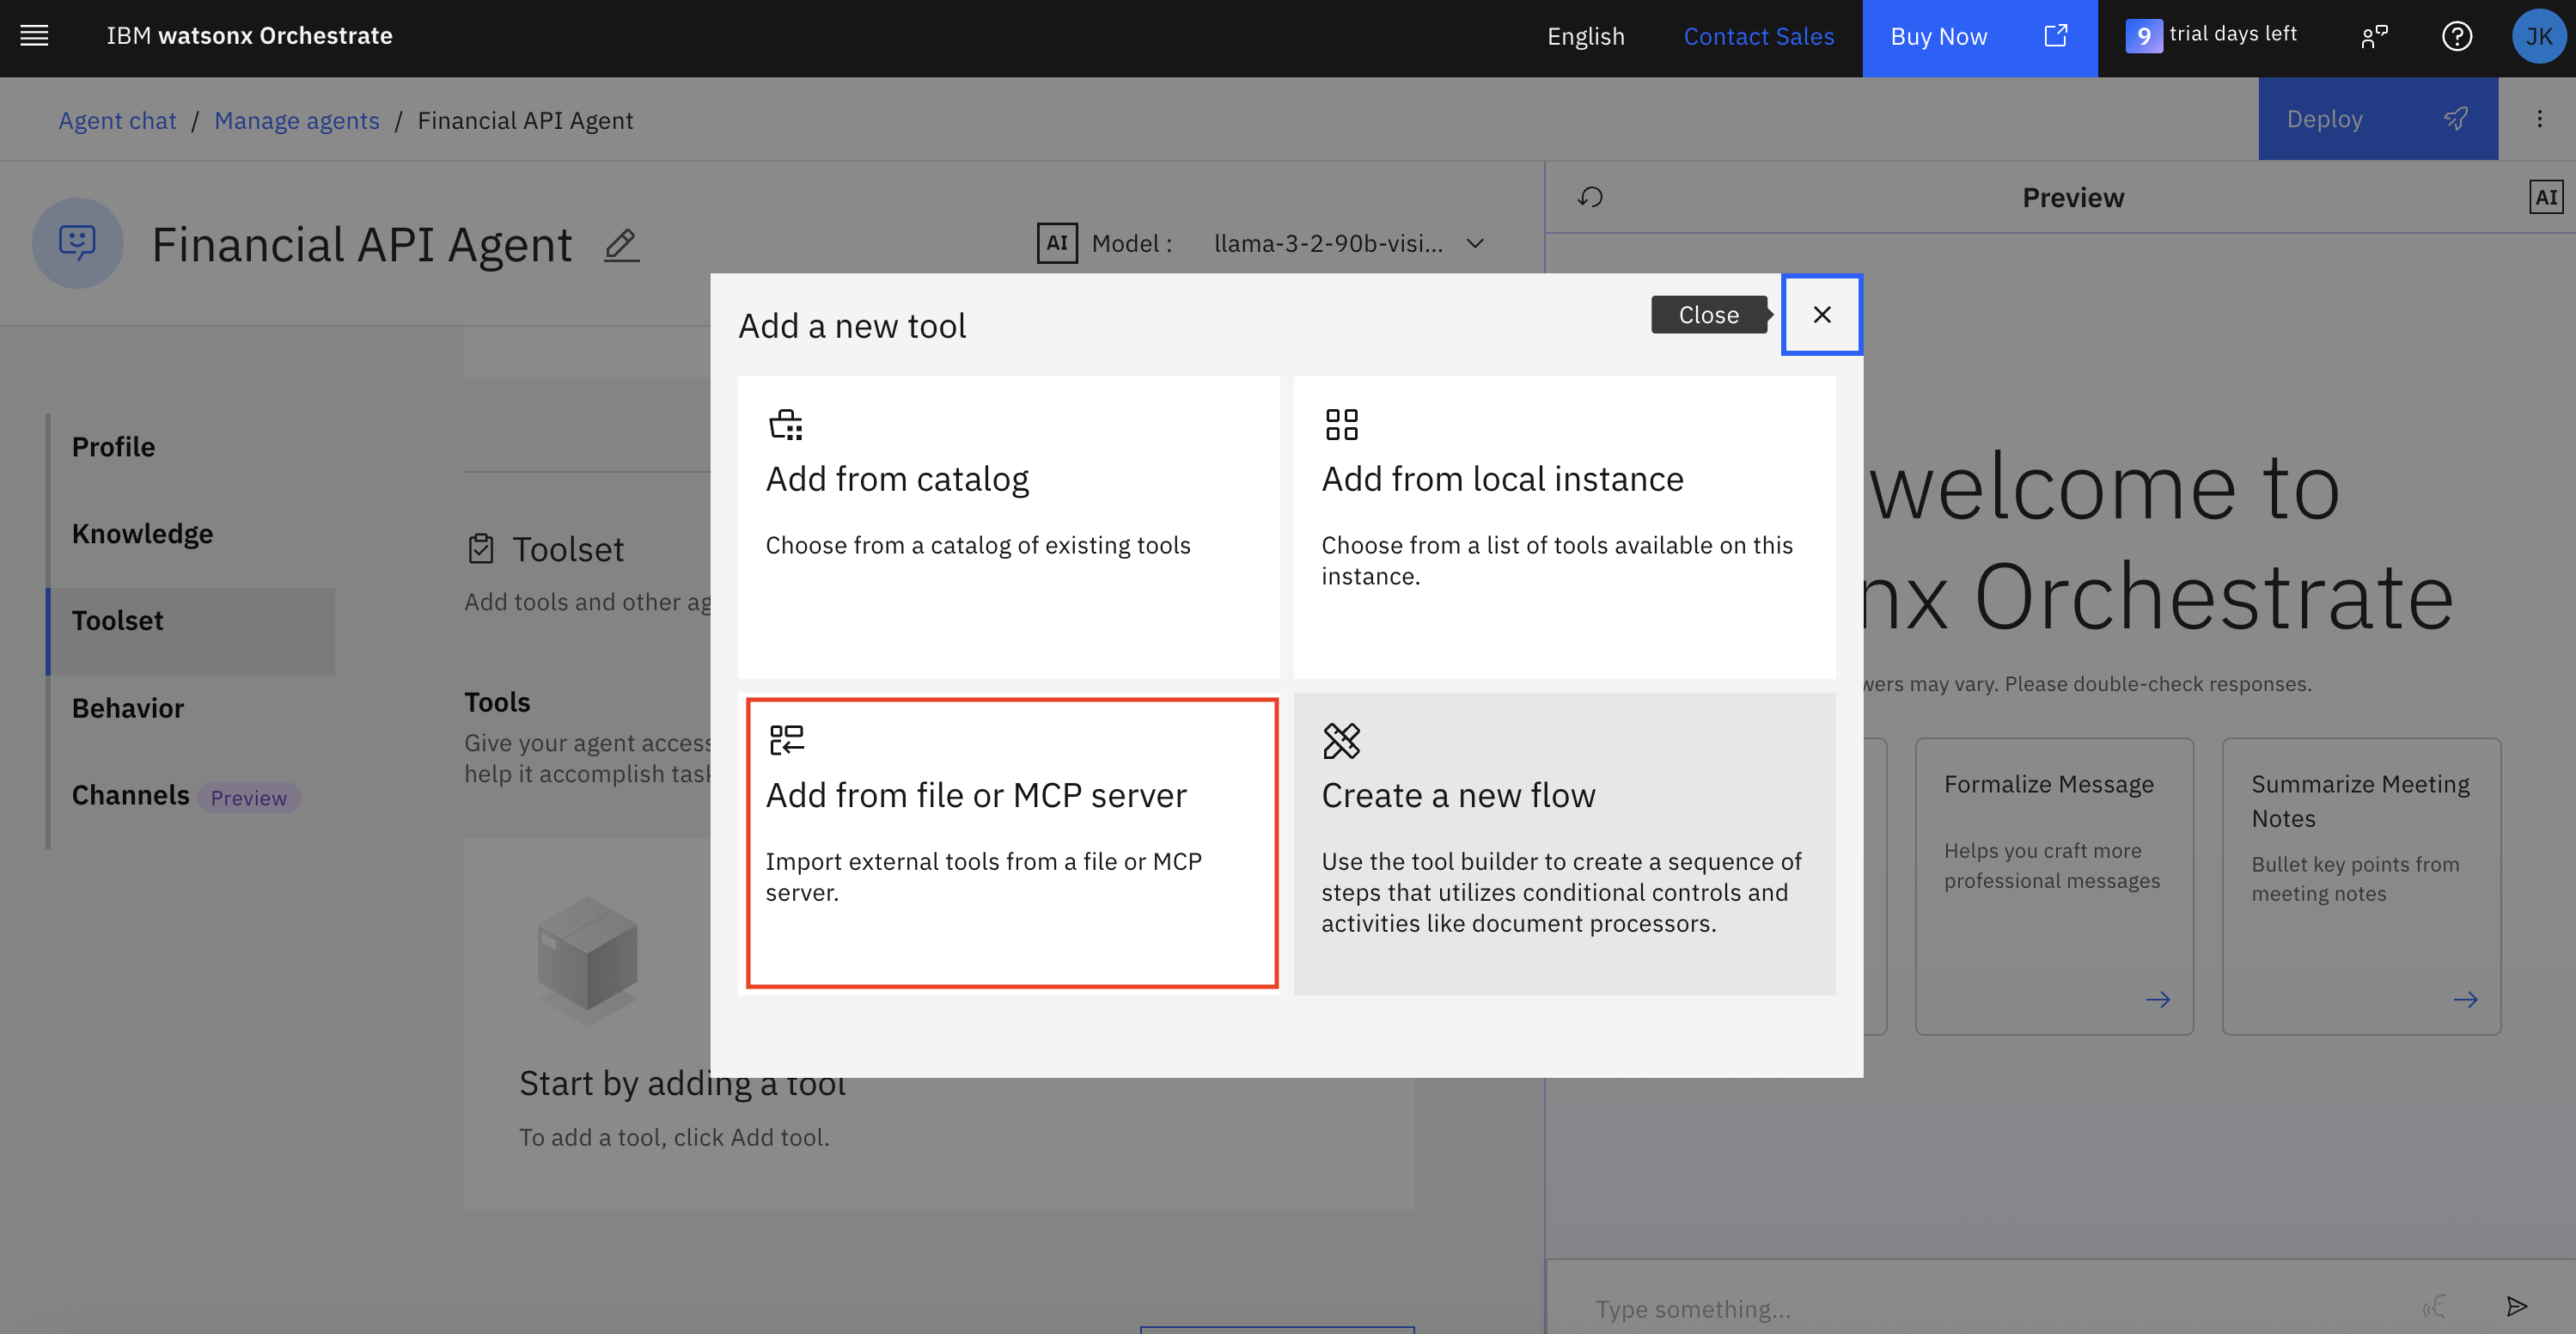 IBM watsonx Orchestrate
English
Contact Sales
Buy Now
9 trial days left
JK
Agent chat / Manage agents / Financial API Agent
Deploy
Financial API Agent
AI Model : llama-3-2-90b-visi...
Preview
AI
Profile
Knowledge
Toolset
Behavior
Channels Preview
Toolset
Add tools and other ag
Tools
Give your agent access
help it accomplish task
Start by adding a tool
To add a tool, click Add tool.
Add a new tool
Close
Add from catalog
Choose from a catalog of existing tools
Add from local instance
Choose from a list of tools available on this
instance.
Add from file or MCP server
Import external tools from a file or MCP
server.
Create a new flow
Use the tool builder to create a sequence of
steps that utilizes conditional controls and
activities like document processors.
welcome to
nx Orchestrate
wers may vary. Please double-check responses.
Formalize Message
Helps you craft more
professional messages
Summarize Meeting
Notes
Bullet key points from
meeting notes
Type something...